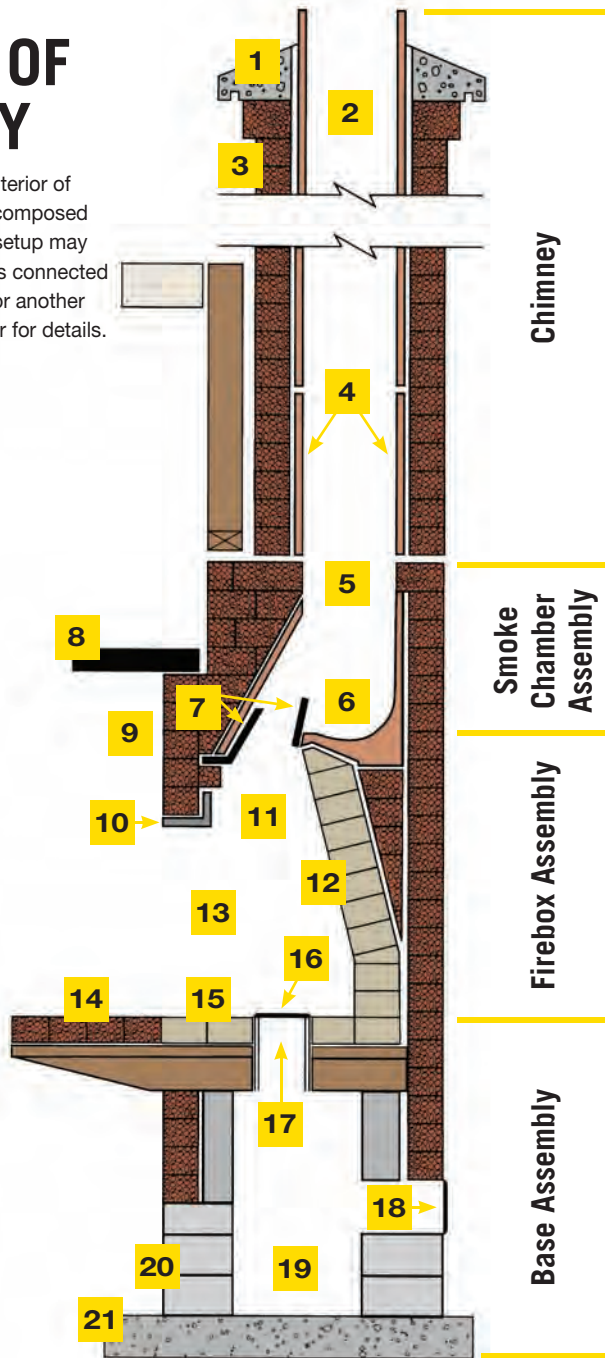 OF
Y
terior of
composed
setup may
s connected
or another
r for details.
1
2
3
4
5
6
7
8
9
10
11
12
13
14
15
16
17
18
19
20
21
Chimney
Smoke
Chamber
Assembly
Firebox Assembly
Base Assembly